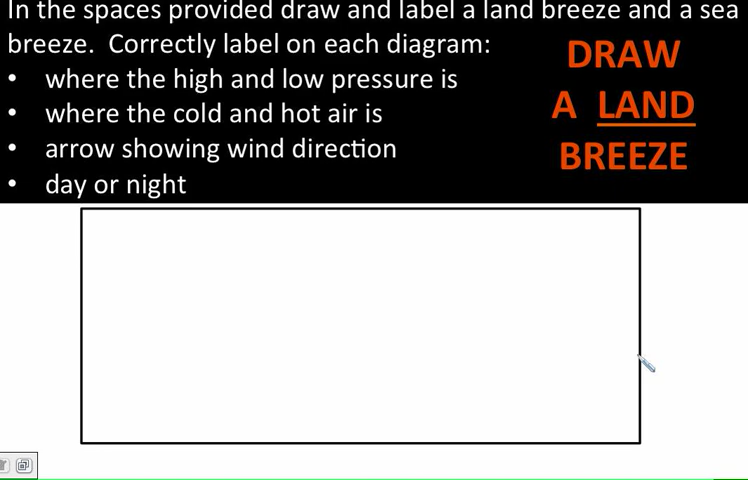 In the spaces provided draw and label a land breeze and a sea
breeze. Correctly label on each diagram:
• where the high and low pressure is
• where the cold and hot air is
• arrow showing wind direction
• day or night
DRAW
A LAND
BREEZE